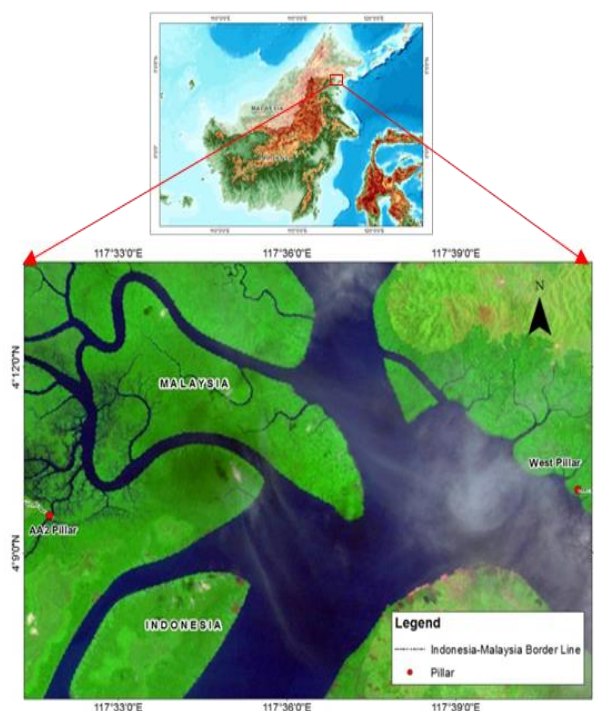 MALAYSIA
117°33'0"E 117°36'0"E 117°39'0"E
N
4°12'0"N
MALAYSIA
West Pillar
AA2 Pillar
4°9'0"N
INDONESIA
Legend
Indonesia-Malaysia Border Line
Pillar
117°33'0"E 117°36'0"E 117°39'0"E